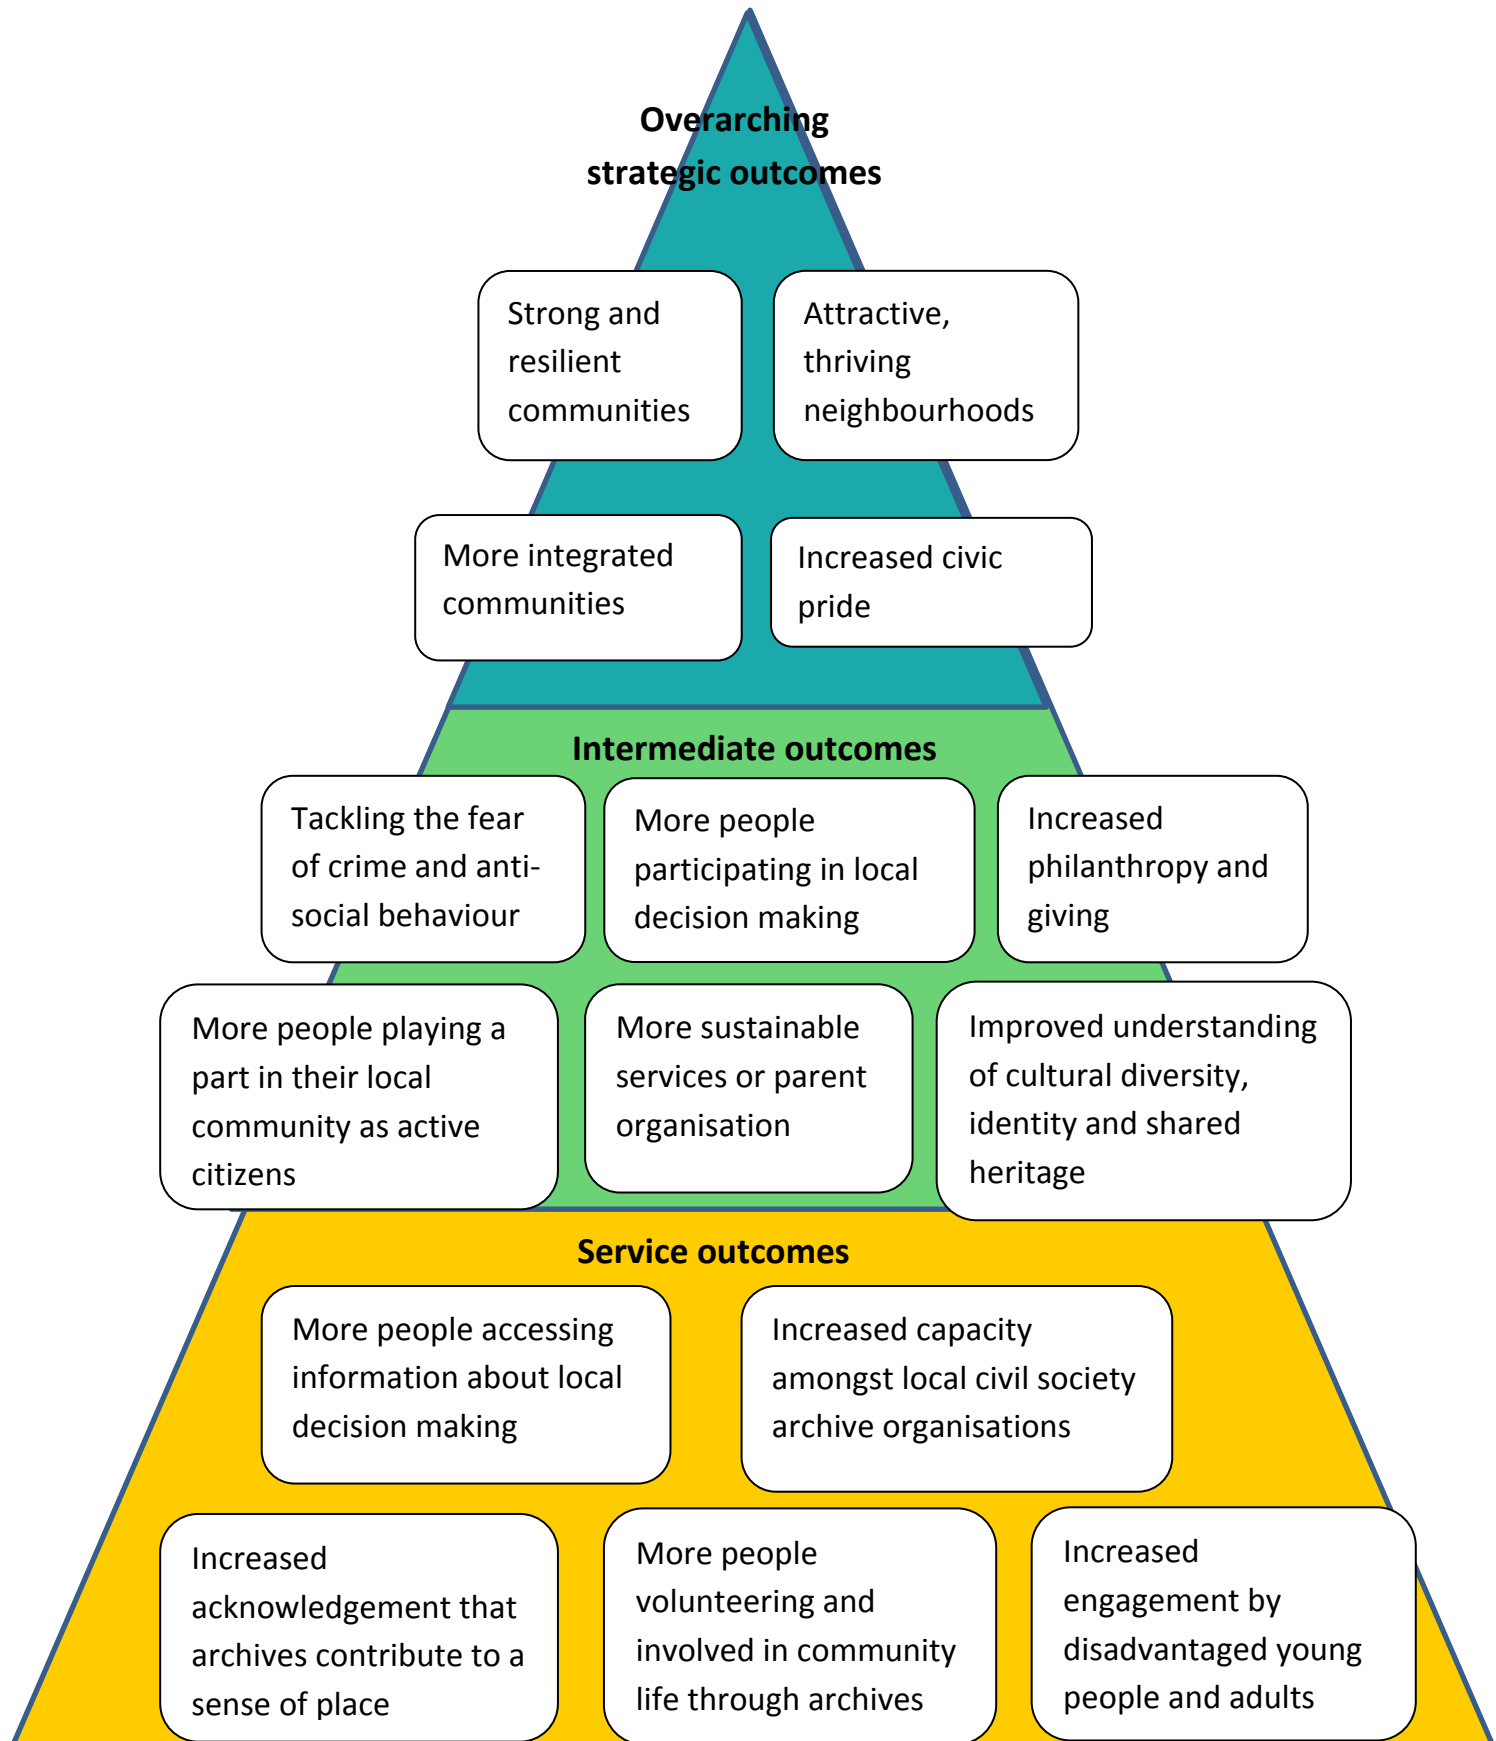 Overarching
strategic outcomes
Strong and
resilient
communities
Attractive,
thriving
neighbourhoods
More integrated
communities
Increased civic
pride
Intermediate outcomes
Tackling the fear
of crime and anti-
social behaviour
More people
participating in local
decision making
Increased
philanthropy and
giving
More people playing a
part in their local
community as active
citizens
More sustainable
services or parent
organisation
Improved understanding
of cultural diversity,
identity and shared
heritage
Service outcomes
More people accessing
information about local
decision making
Increased capacity
amongst local civil society
archive organisations
Increased
acknowledgement that
archives contribute to a
sense of place
More people
volunteering and
involved in community
life through archives
Increased
engagement by
disadvantaged young
people and adults